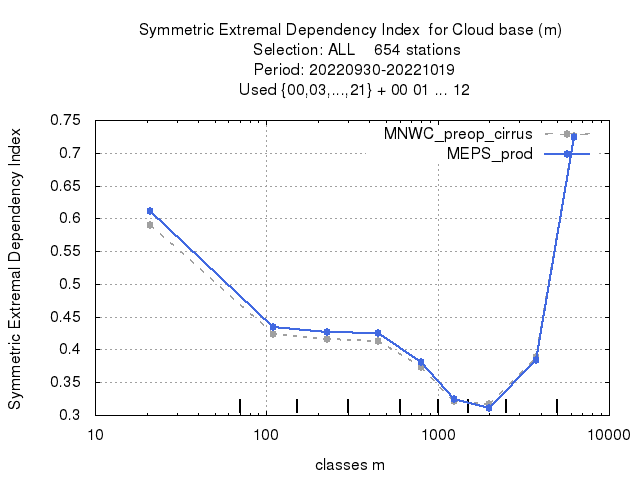 Symmetric Extremal Dependency Index  for Cloud base (m)
Selection: ALL    654 stations
Period: 20220930-20221019
Used {00,03,...,21} + 00 01 ... 12
MNWC_preop_cirrus
MEPS_prod
Symmetric Extremal Dependency Index
0.75
0.7
0.65
0.6
0.55
0.5
0.45
0.4
0.35
0.3
10 100 1000 10000
classes m